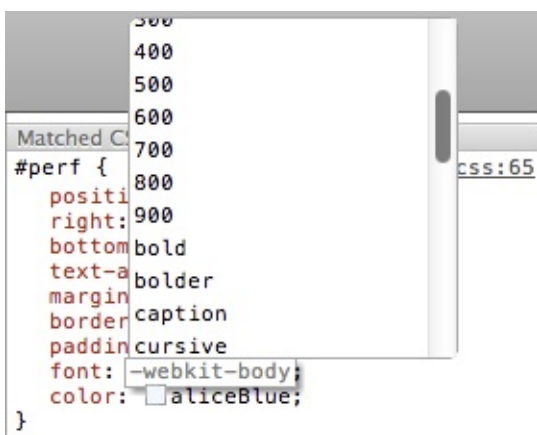 300
400
500
600
700
800
900
bold
bolder
caption
cursive
Matched C
#perf {
css:65
positi
right:
bottom
text-a
margin
border
paddin
font: -webkit-body;
color: aliceBlue;
}